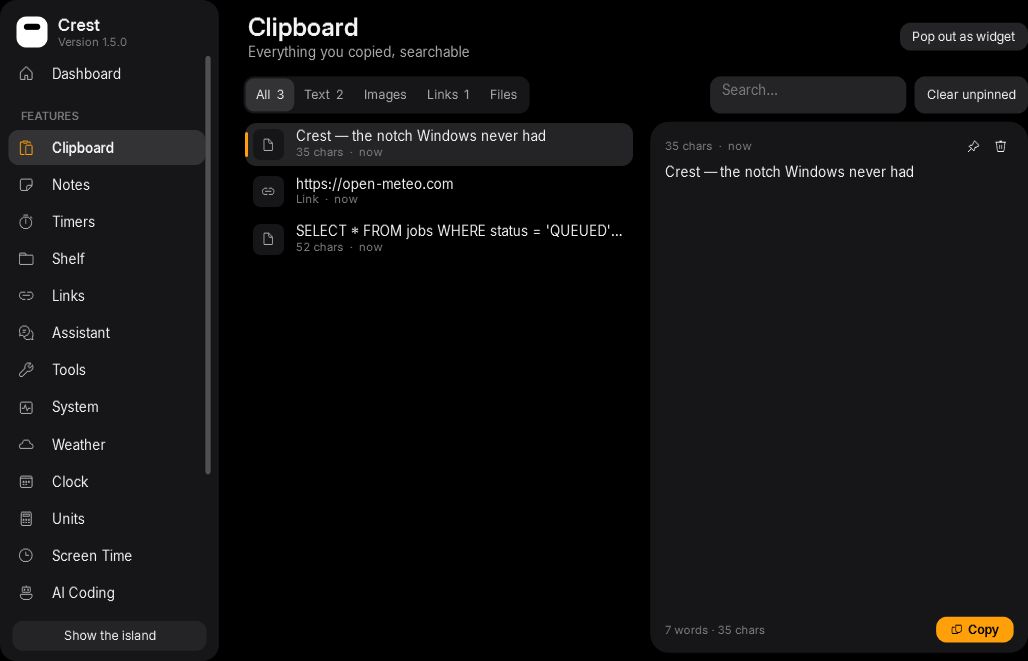 Crest
Version 1.5.0
Dashboard
FEATURES
Clipboard
Notes
Timers
Shelf
Links
Assistant
Tools
System
Weather
Clock
Units
Screen Time
AI Coding
Show the island
Clipboard
Everything you copied, searchable
Pop out as widget
All 3 Text 2 Images Links 1 Files
Search...
Clear unpinned
Crest — the notch Windows never had
35 chars · now
https://open-meteo.com
Link · now
SELECT * FROM jobs WHERE status = 'QUEUED'...
52 chars · now
35 chars · now
Crest — the notch Windows never had
7 words · 35 chars
Copy